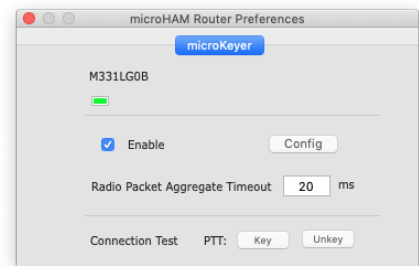 microHAM Router Preferences
microKeyer
M331LG0B
Enable Config
Radio Packet Aggregate Timeout 20 ms
Connection Test PTT: Key Unkey